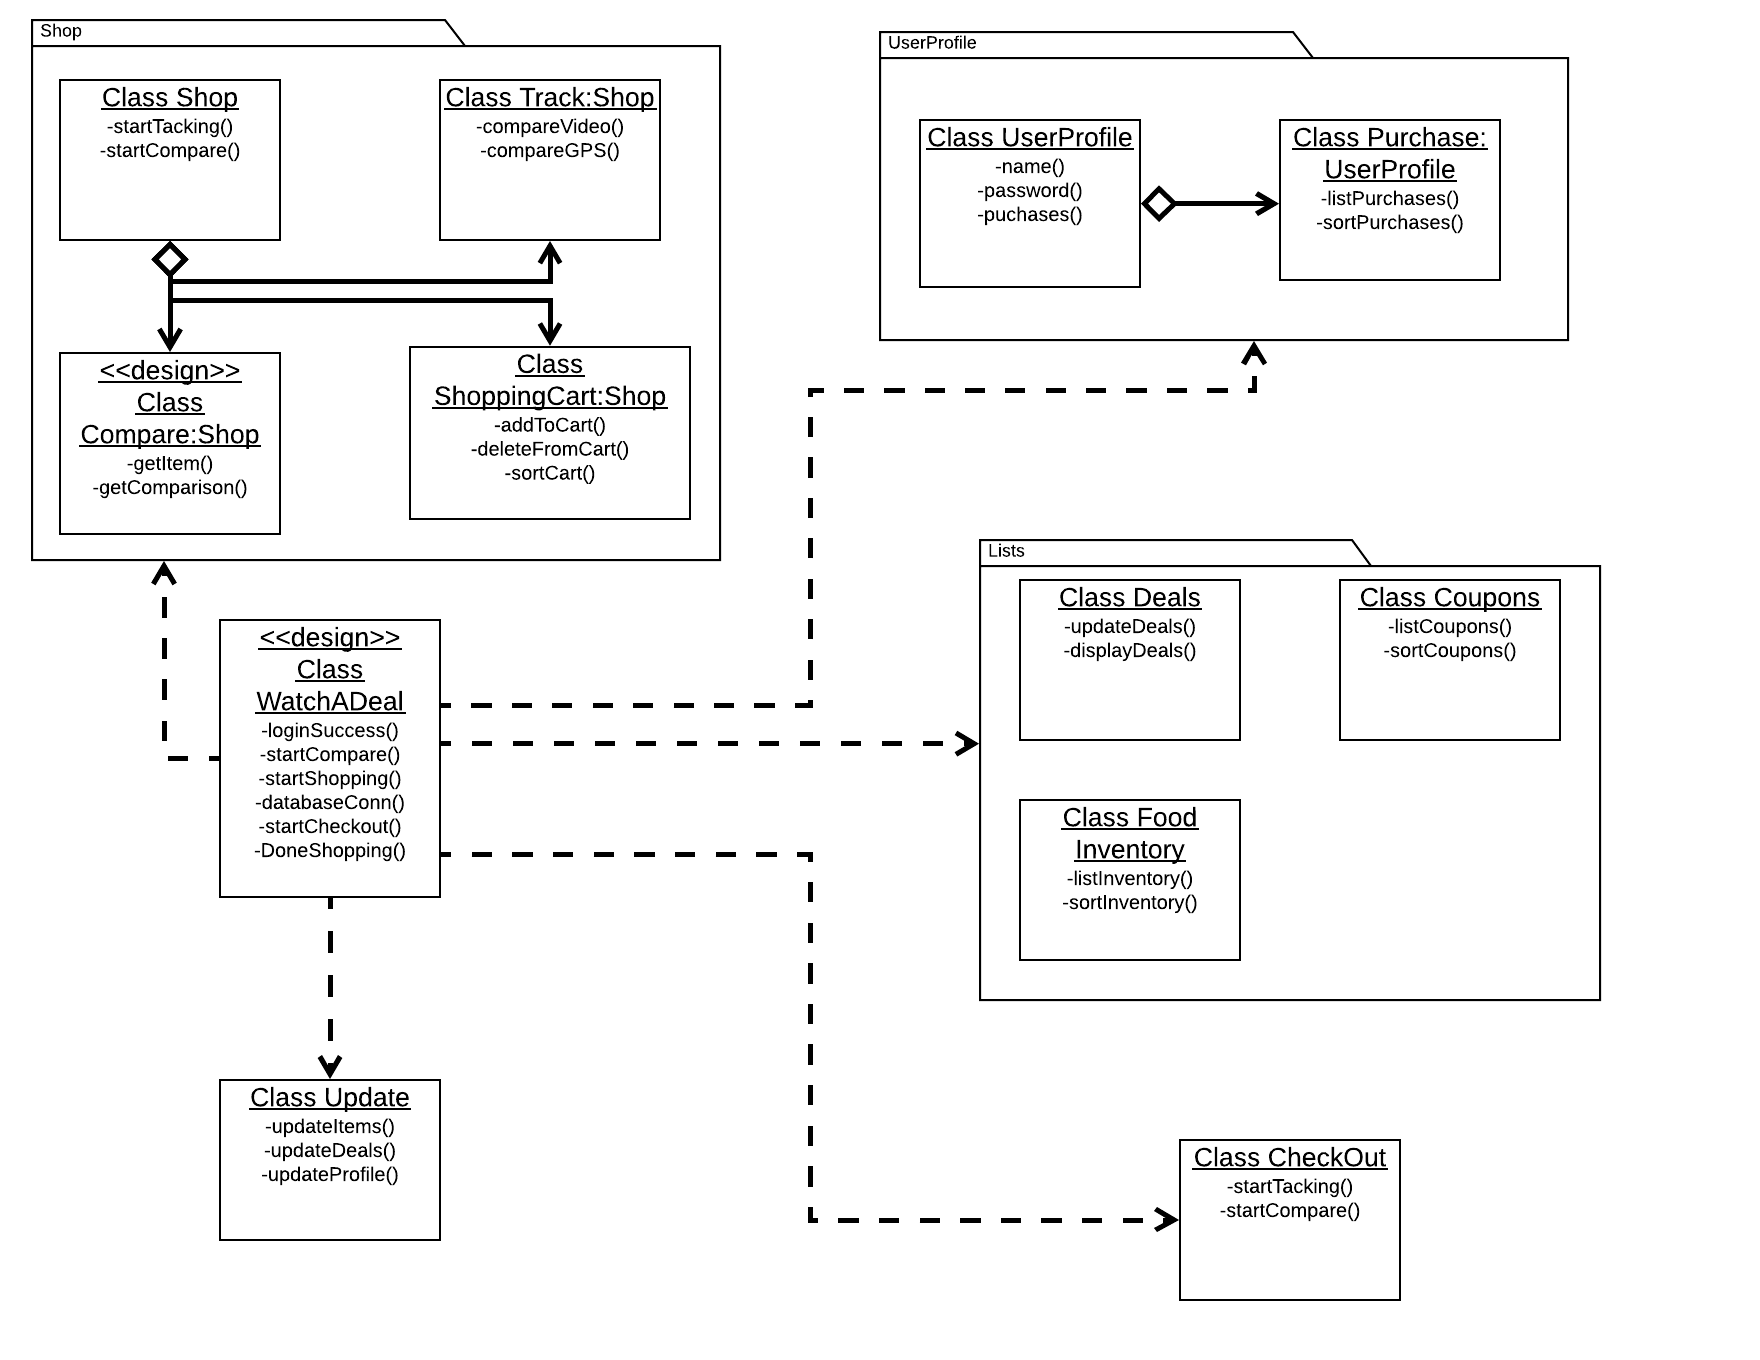 Shop
Class Shop
-startTacking()
-startCompare()
Class Track:Shop
-compareVideo()
-compareGPS()
<<design>>
Class
Compare:Shop
-getItem()
-getComparison()
Class
ShoppingCart:Shop
-addToCart()
-deleteFromCart()
-sortCart()
UserProfile
Class UserProfile
-name()
-password()
-puchases()
Class Purchase:
UserProfile
-listPurchases()
-sortPurchases()
<<design>>
Class
WatchADeal
-loginSuccess()
-startCompare()
-startShopping()
-databaseConn()
-startCheckout()
-DoneShopping()
Lists
Class Deals
-updateDeals()
-displayDeals()
Class Coupons
-listCoupons()
-sortCoupons()
Class Food
Inventory
-listInventory()
-sortInventory()
Class Update
-updateItems()
-updateDeals()
-updateProfile()
Class CheckOut
-startTacking()
-startCompare()